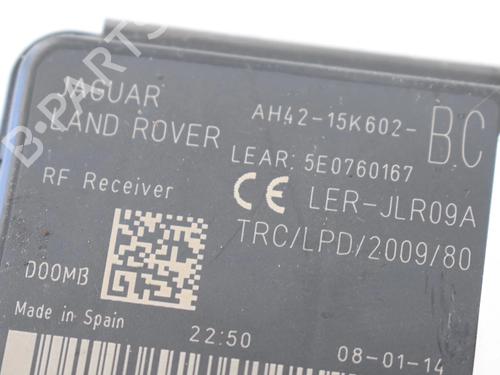 JAGUAR
LAND ROVER
AH42-15K602-BC
LEAR: 5E0760167
RF Receiver
CE LER-JLR09A
TRC/LPD/2009/80
D00MB
Made in Spain
22:50
08-01-14
B-PARTS